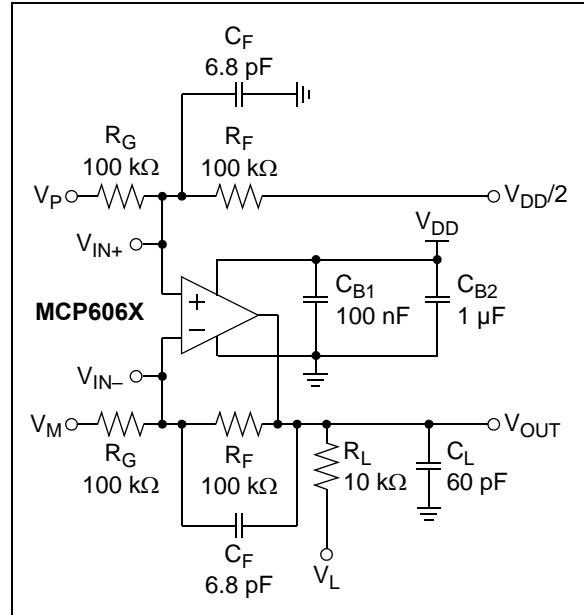 C_F
6.8 pF
R_G
100 kΩ
R_F
100 kΩ
V_P
V_DD/2
V_IN+
V_DD
MCP606X
+
−
C_B1
100 nF
C_B2
1 µF
V_IN–
V_M
V_OUT
R_G
100 kΩ
R_F
100 kΩ
R_L
10 kΩ
C_L
60 pF
C_F
6.8 pF
V_L